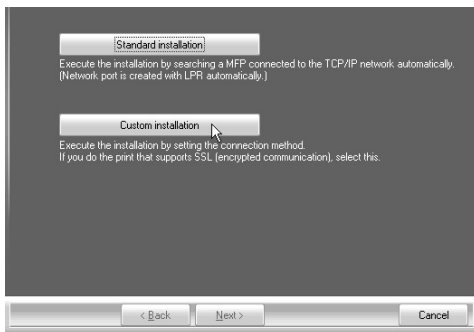 Standard installation
Execute the installation by searching a MFP connected to the TCP/IP network automatically.
(Network port is created with LPR automatically.)
Custom installation
Execute the installation by setting the connection method.
If you do the print that supports SSL (encrypted communication), select this.
< Back
Next >
Cancel